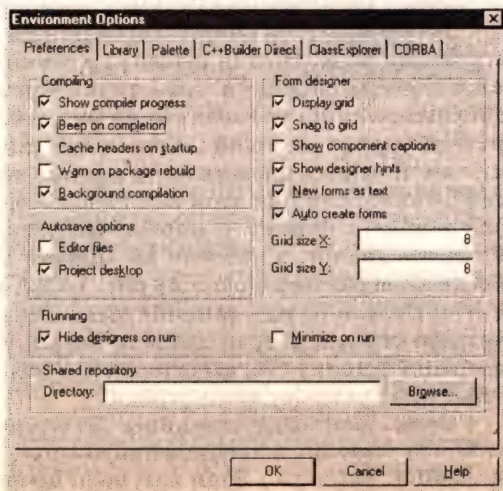 Environment Options
Preferences | Library | Palette | C++Builder Direct | ClassExplorer | CORBA
Compiling
Show compiler progress
Beep on completion
Cache headers on startup
Warn on package rebuild
Background compilation
Autosave options
Editor files
Project desktop
Form designer
Display grid
Snap to grid
Show component captions
Show designer hints
New forms as text
Auto create forms
Grid size X: 8
Grid size Y: 8
Running
Hide designers on run
Minimize on run
Shared repository
Directory:
Browse...
OK Cancel Help